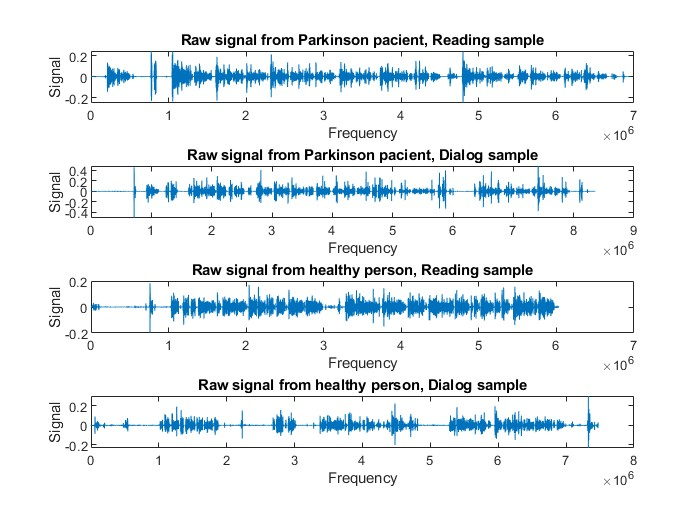 Raw signal from Parkinson pacient, Reading sample
0.2
0
-0.2
Signal
0 1 2 3 4 5 6 7
Frequency
×10^6
Raw signal from Parkinson pacient, Dialog sample
0.4
0.2
0
-0.2
-0.4
Signal
0 1 2 3 4 5 6 7 8 9
Frequency
×10^6
Raw signal from healthy person, Reading sample
0.2
0
-0.2
Signal
0 1 2 3 4 5 6 7
Frequency
×10^6
Raw signal from healthy person, Dialog sample
0.2
0
-0.2
Signal
0 1 2 3 4 5 6 7 8
Frequency
×10^6